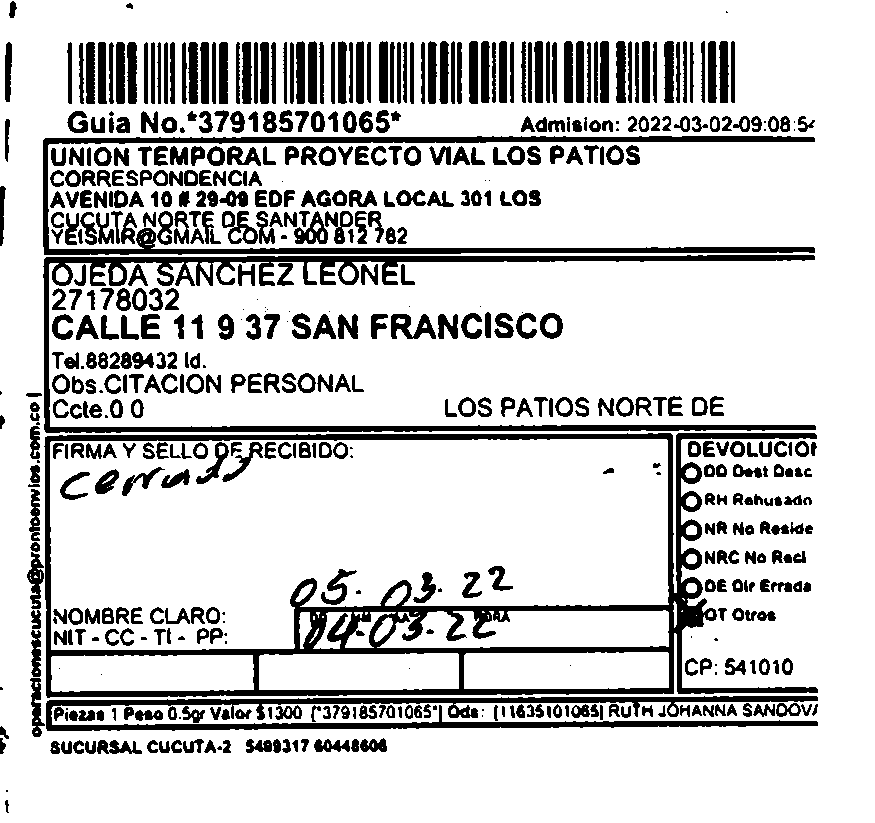 Guia No.*379185701065*
Admision: 2022-03-02-09:08:54
UNION TEMPORAL PROYECTO VIAL LOS PATIOS
CORRESPONDENCIA
AVENIDA 10 # 29-09 EDF AGORA LOCAL 301 LOS
CUCUTA NORTE DE SANTANDER
YEISMIR@GMAIL COM - 900 812 782
OJEDA SANCHEZ LEONEL
27178032
CALLE 11 9 37 SAN FRANCISCO
Tel.88289432 Id.
Obs.CITACION PERSONAL
Ccte.0 0
LOS PATIOS NORTE DE
operacionescucuta@prontoenvios.com.co |
FIRMA Y SELLO DE RECIBIDO:
Cerrado
05. 03. 22
NOMBRE CLARO:
04-03-22
NIT - CC - TI - PP:
DEVOLUCION
DD Dest Desc
RH Rehusado
NR No Reside
NRC No Recl
DE Dir Errada
OT Otros
CP: 541010
Piezas 1 Peso 0.5gr Valor $1300 [*379185701065*] Ods: [11635101065] RUTH JOHANNA SANDOVA
SUCURSAL CUCUTA-2 5499317 60448606